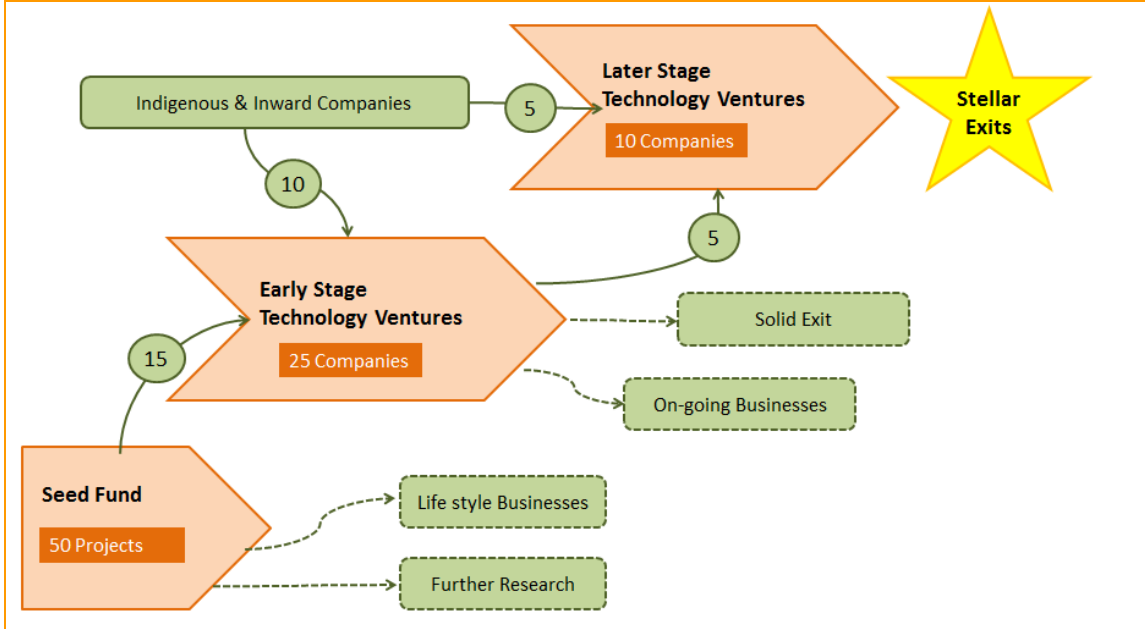 Later Stage
Technology Ventures
10 Companies
Stellar
Exits
Indigenous & Inward Companies
5
10
5
Early Stage
Technology Ventures
25 Companies
Solid Exit
On-going Businesses
15
Seed Fund
50 Projects
Life style Businesses
Further Research